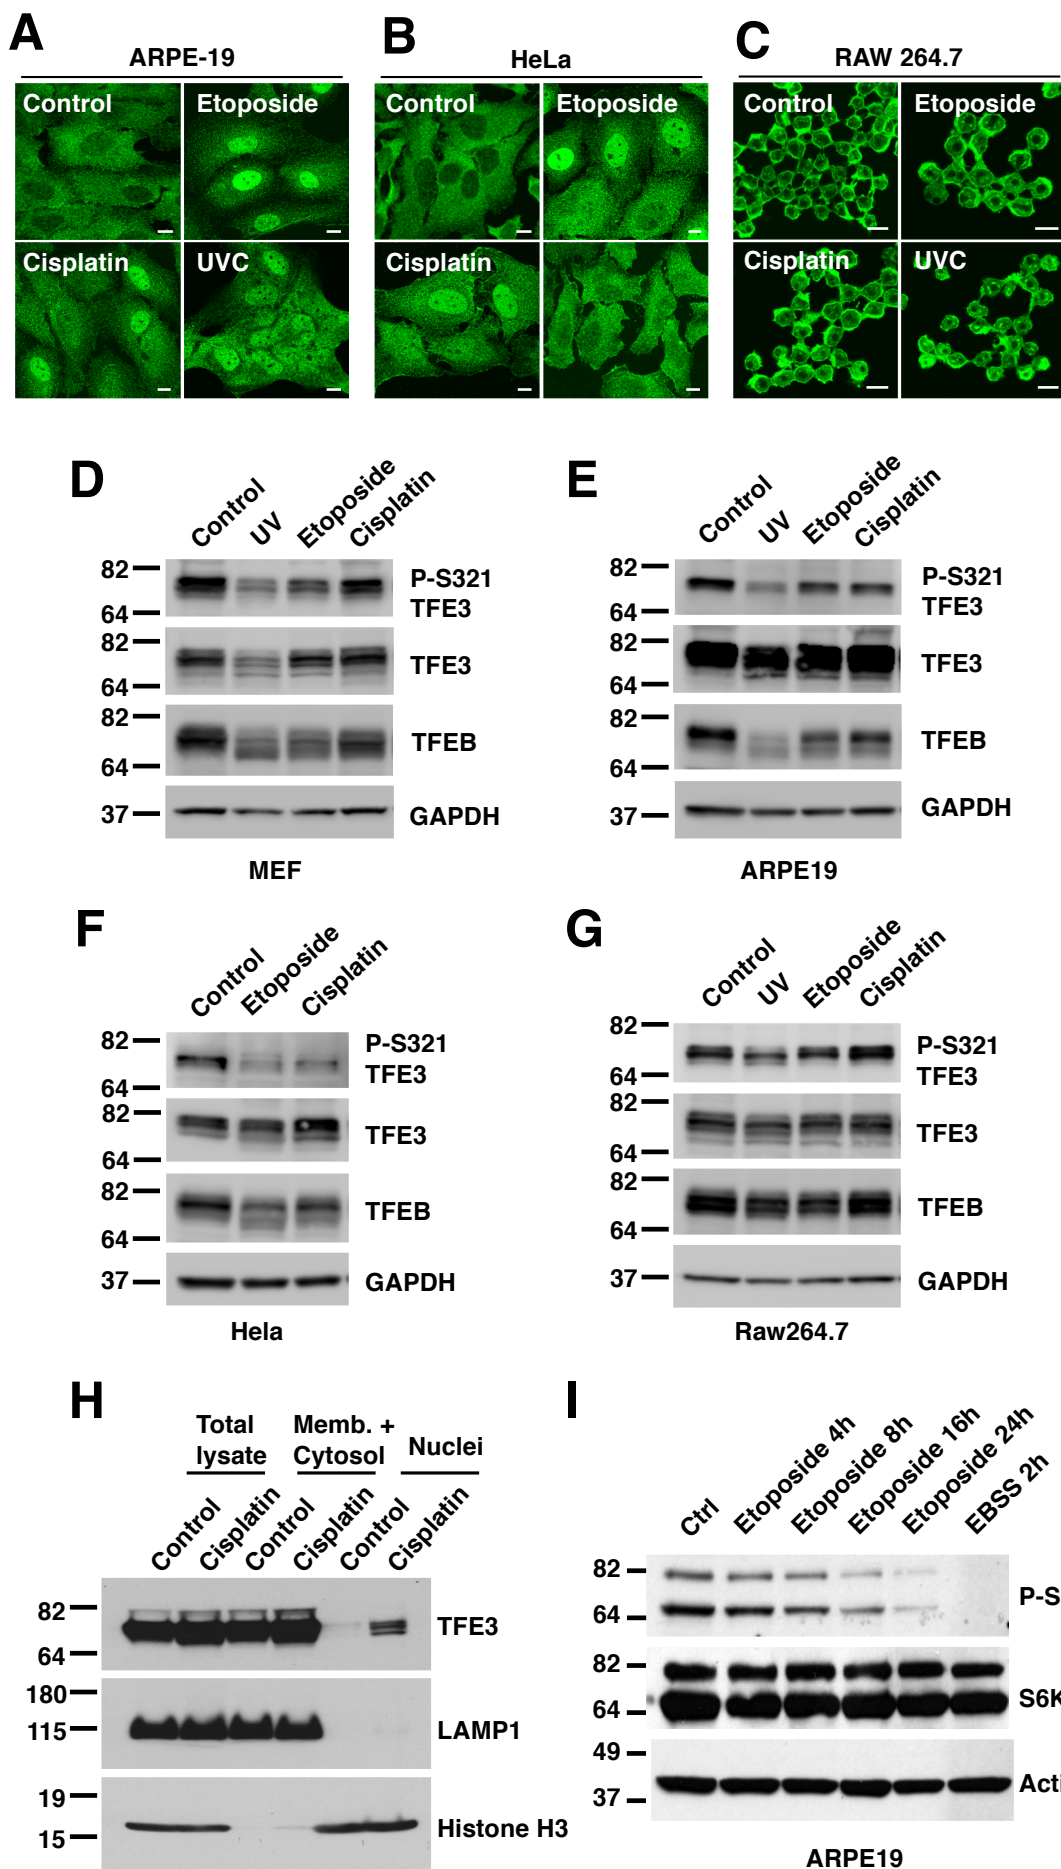 A
ARPE-19
Control
Etoposide
Cisplatin
UVC
B
HeLa
Control
Etoposide
Cisplatin
C
RAW 264.7
Control
Etoposide
Cisplatin
UVC
D
Control
UV
Etoposide
Cisplatin
82
64
P-S321
TFE3
82
64
TFE3
82
64
TFEB
37
GAPDH
MEF
E
Control
UV
Etoposide
Cisplatin
82
64
P-S321
TFE3
82
64
TFE3
82
64
TFEB
37
GAPDH
ARPE19
F
Control
Etoposide
Cisplatin
82
64
P-S321
TFE3
82
64
TFE3
82
64
TFEB
37
GAPDH
Hela
G
Control
UV
Etoposide
Cisplatin
82
64
P-S321
TFE3
82
64
TFE3
82
64
TFEB
37
GAPDH
Raw264.7
H
Total
lysate
Memb. +
Cytosol
Nuclei
Control
Cisplatin
Control
Cisplatin
Control
Cisplatin
82
64
TFE3
180
115
LAMP1
19
15
Histone H3
I
Ctrl
Etoposide 4h
Etoposide 8h
Etoposide 16h
Etoposide 24h
EBSS 2h
82
64
P-S
82
64
S6K
49
37
Acti
ARPE19